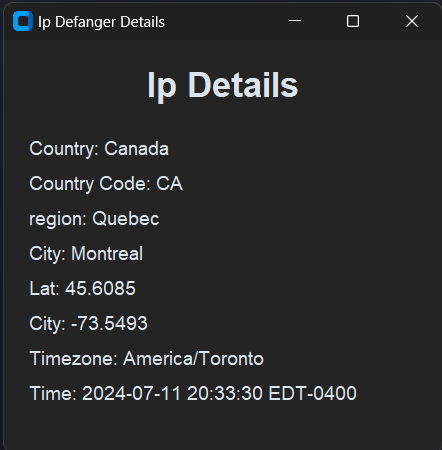 Ip Defanger Details
Ip Details
Country: Canada
Country Code: CA
region: Quebec
City: Montreal
Lat: 45.6085
City: -73.5493
Timezone: America/Toronto
Time: 2024-07-11 20:33:30 EDT-0400